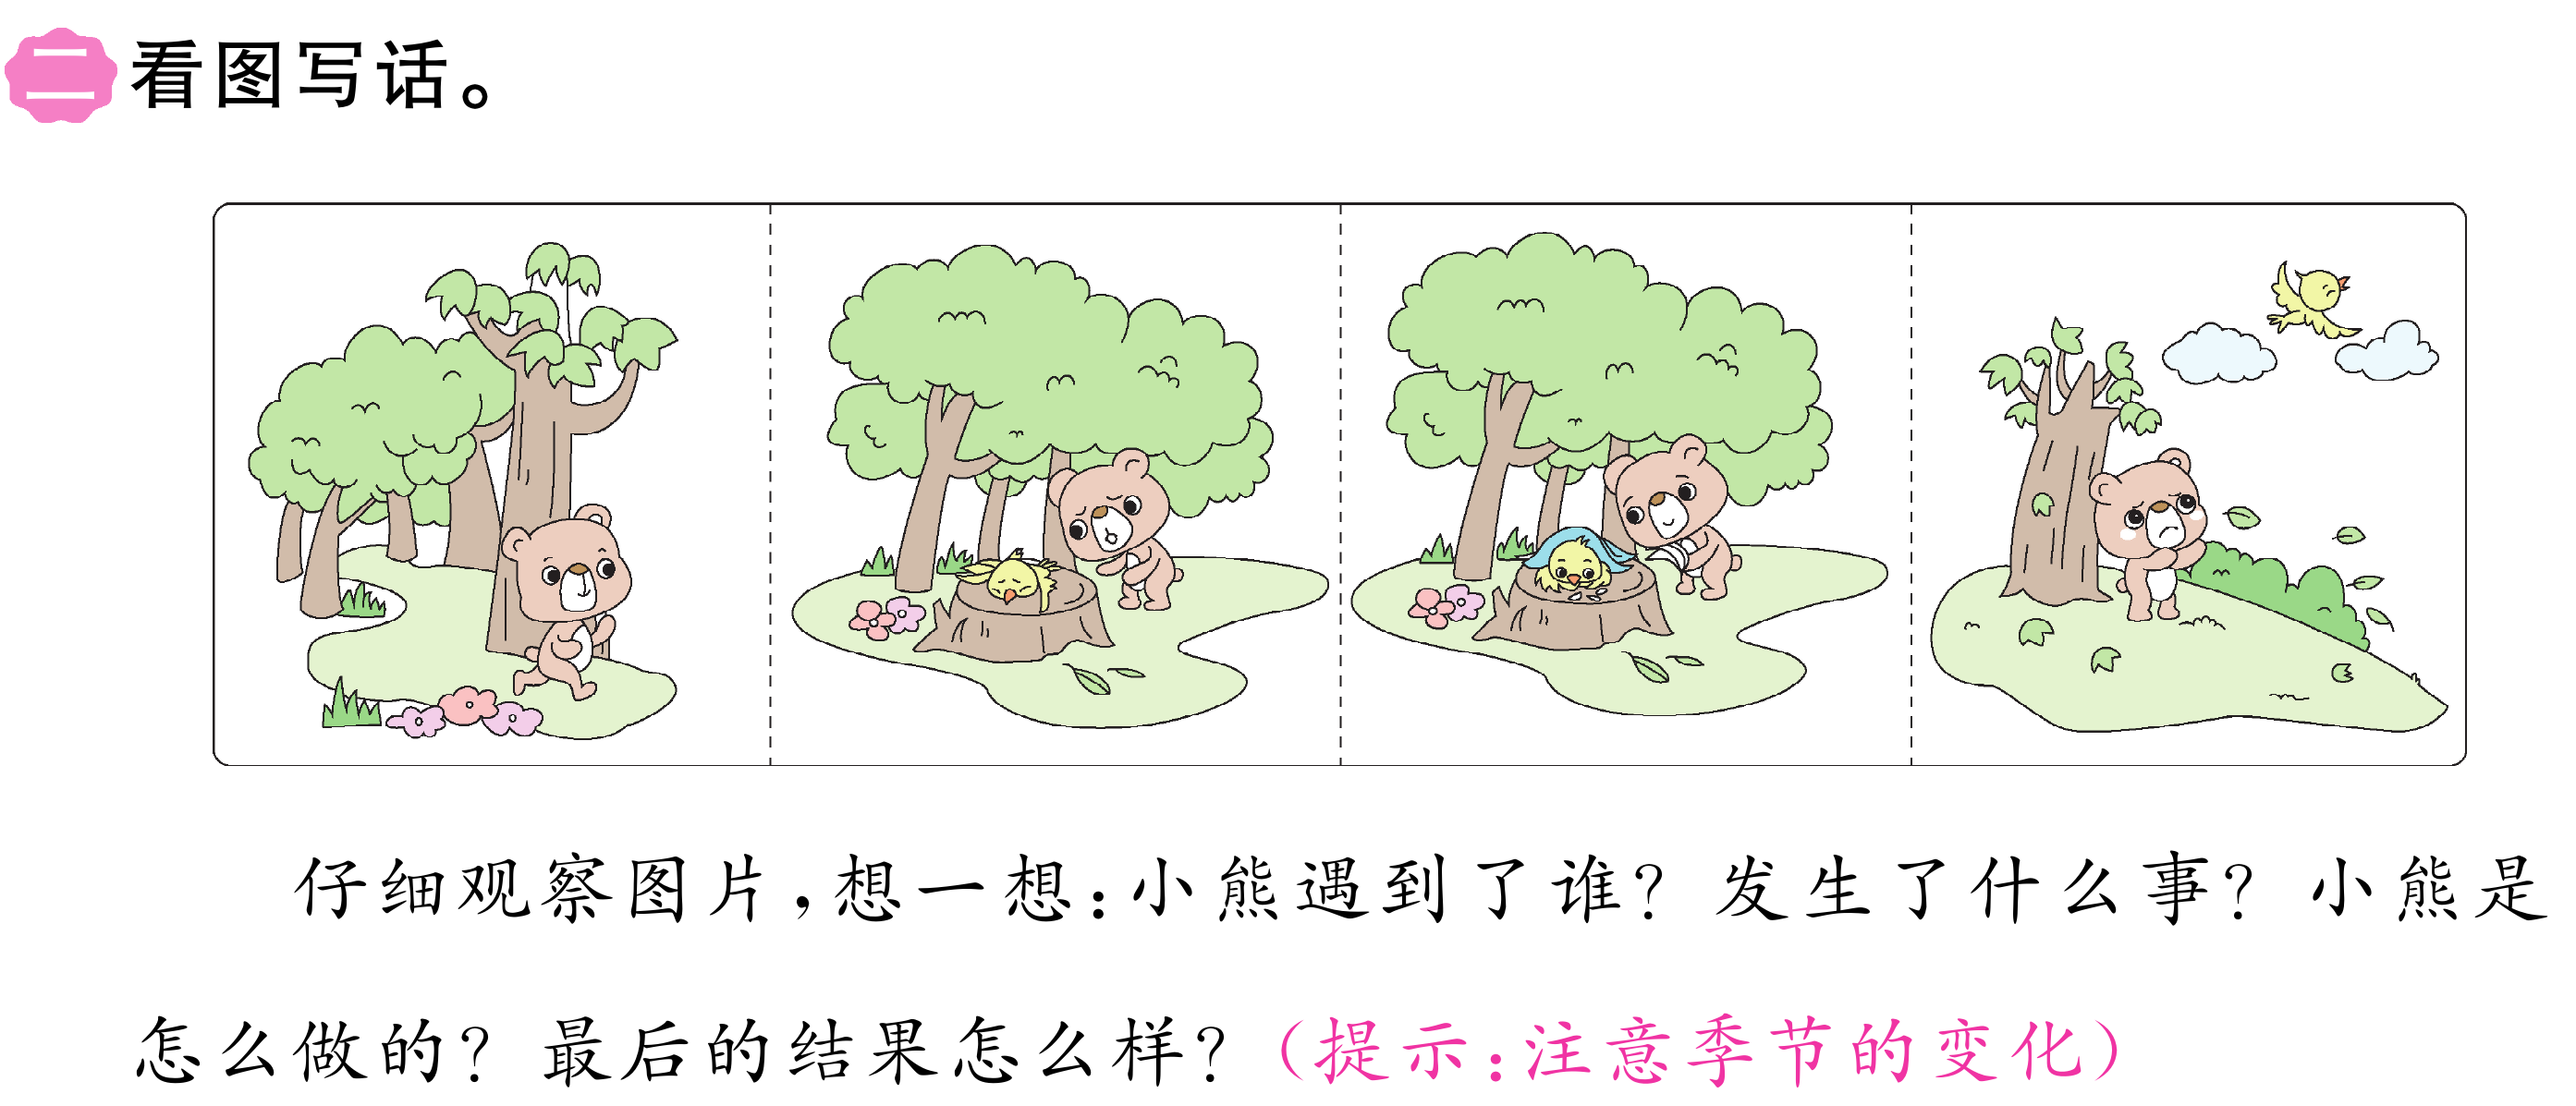 二 看图写话。
仔细观察图片,想一想:小熊遇到了谁? 发生了什么事? 小熊是
怎么做的? 最后的结果怎么样?(提示:注意季节的变化)